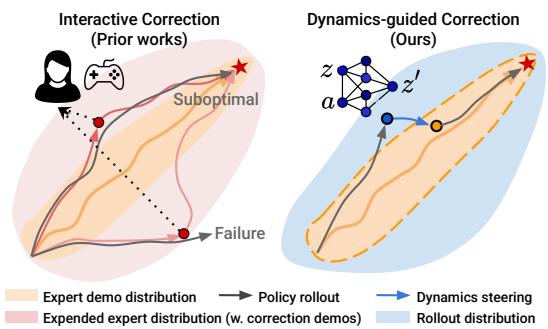 Interactive Correction
(Prior works)
Dynamics-guided Correction
(Ours)
z
a
z′
Suboptimal
Failure
Expert demo distribution
Policy rollout
Dynamics steering
Expended expert distribution (w. correction demos)
Rollout distribution